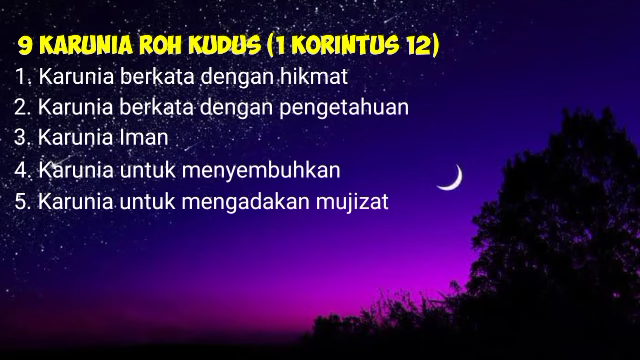 9 KARUNIA ROH KUDUS (1 KORINTUS 12)
1. Karunia berkata dengan hikmat
2. Karunia berkata dengan pengetahuan
3. Karunia Iman
4. Karunia untuk menyembuhkan
5. Karunia untuk mengadakan mujizat